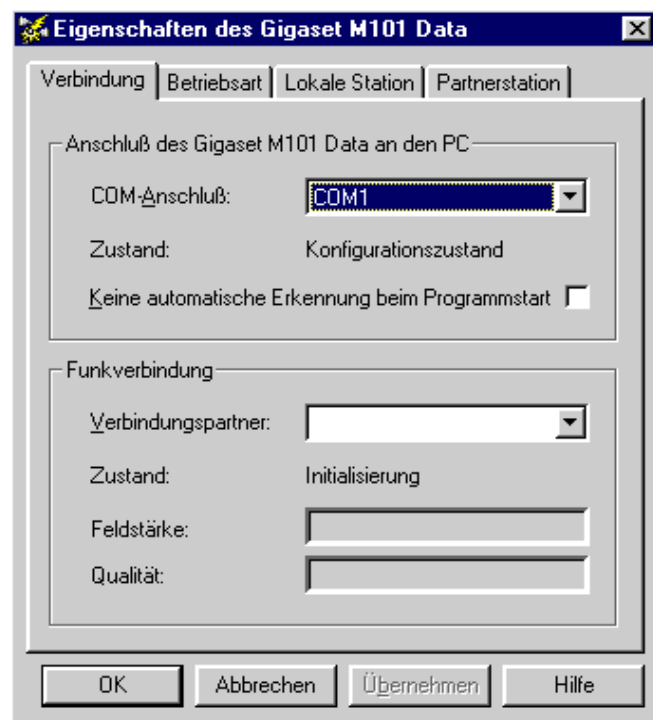 Eigenschaften des Gigaset M101 Data
Verbindung Betriebsart Lokale Station Partnerstation
Anschluß des Gigaset M101 Data an den PC
COM-Anschluß: COM1
Zustand: Konfigurationszustand
Keine automatische Erkennung beim Programmstart
Funkverbindung
Verbindungspartner:
Zustand: Initialisierung
Feldstärke:
Qualität:
OK Abbrechen Übernehmen Hilfe